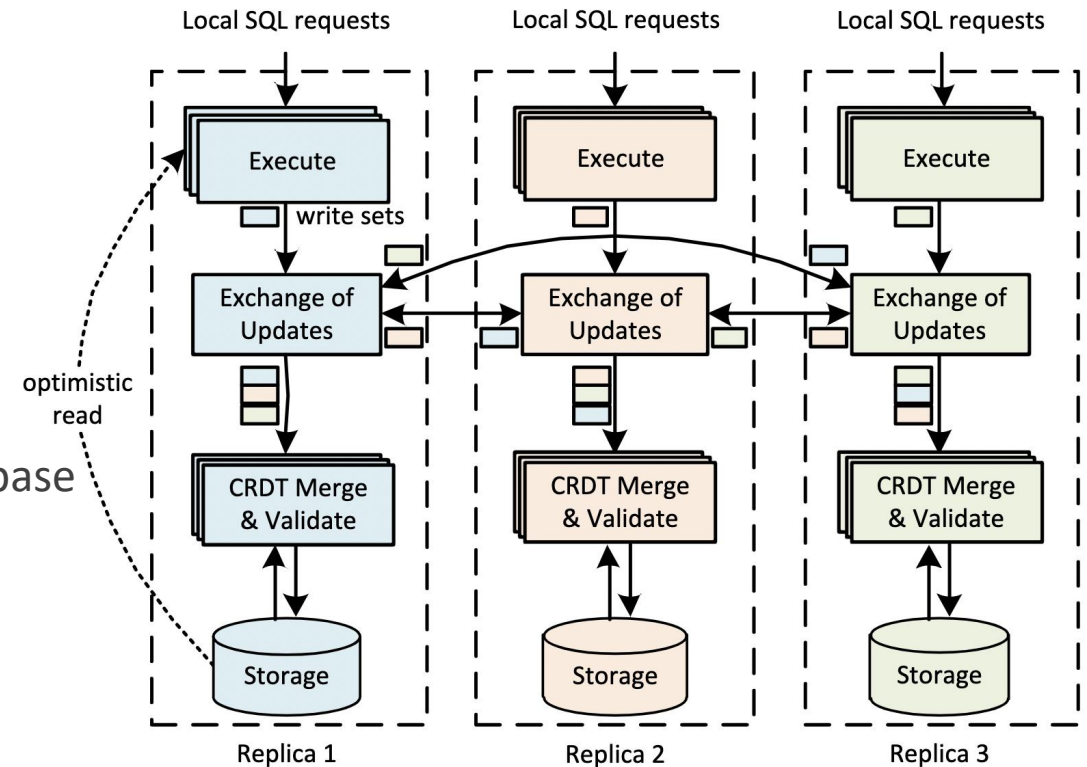 Local SQL requests
Local SQL requests
Local SQL requests
Execute
Execute
Execute
write sets
Exchange of
Updates
Exchange of
Updates
Exchange of
Updates
optimistic
read
CRDT Merge
& Validate
CRDT Merge
& Validate
CRDT Merge
& Validate
Storage
Storage
Storage
Replica 1
Replica 2
Replica 3